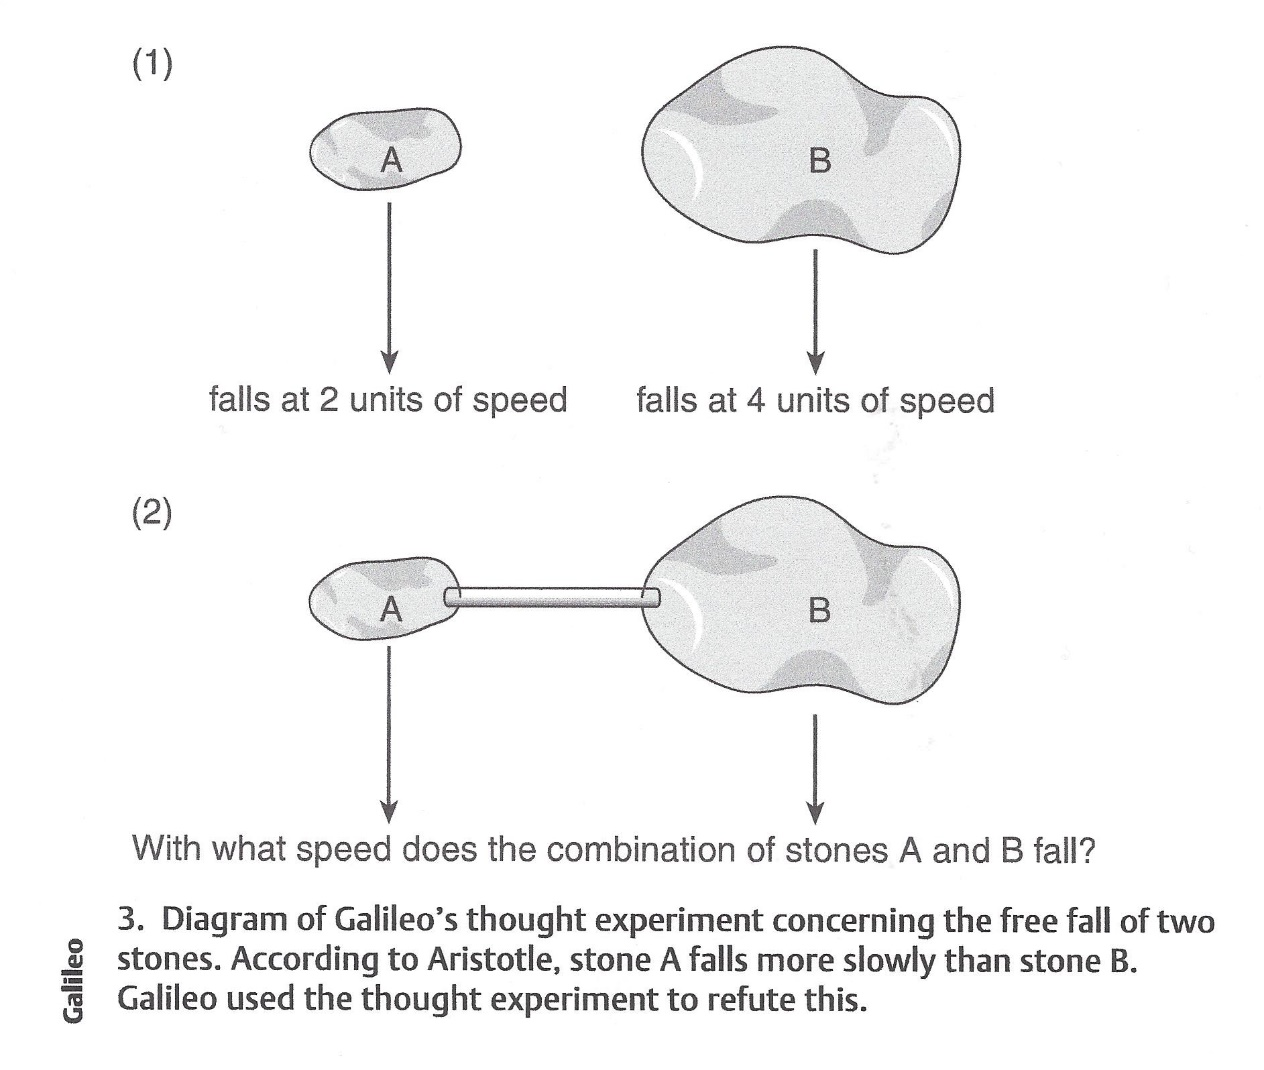 (1)
A
B
falls at 2 units of speed
falls at 4 units of speed
(2)
A
B
With what speed does the combination of stones A and B fall?
3. Diagram of Galileo's thought experiment concerning the free fall of two
stones. According to Aristotle, stone A falls more slowly than stone B.
Galileo used the thought experiment to refute this.
Galileo